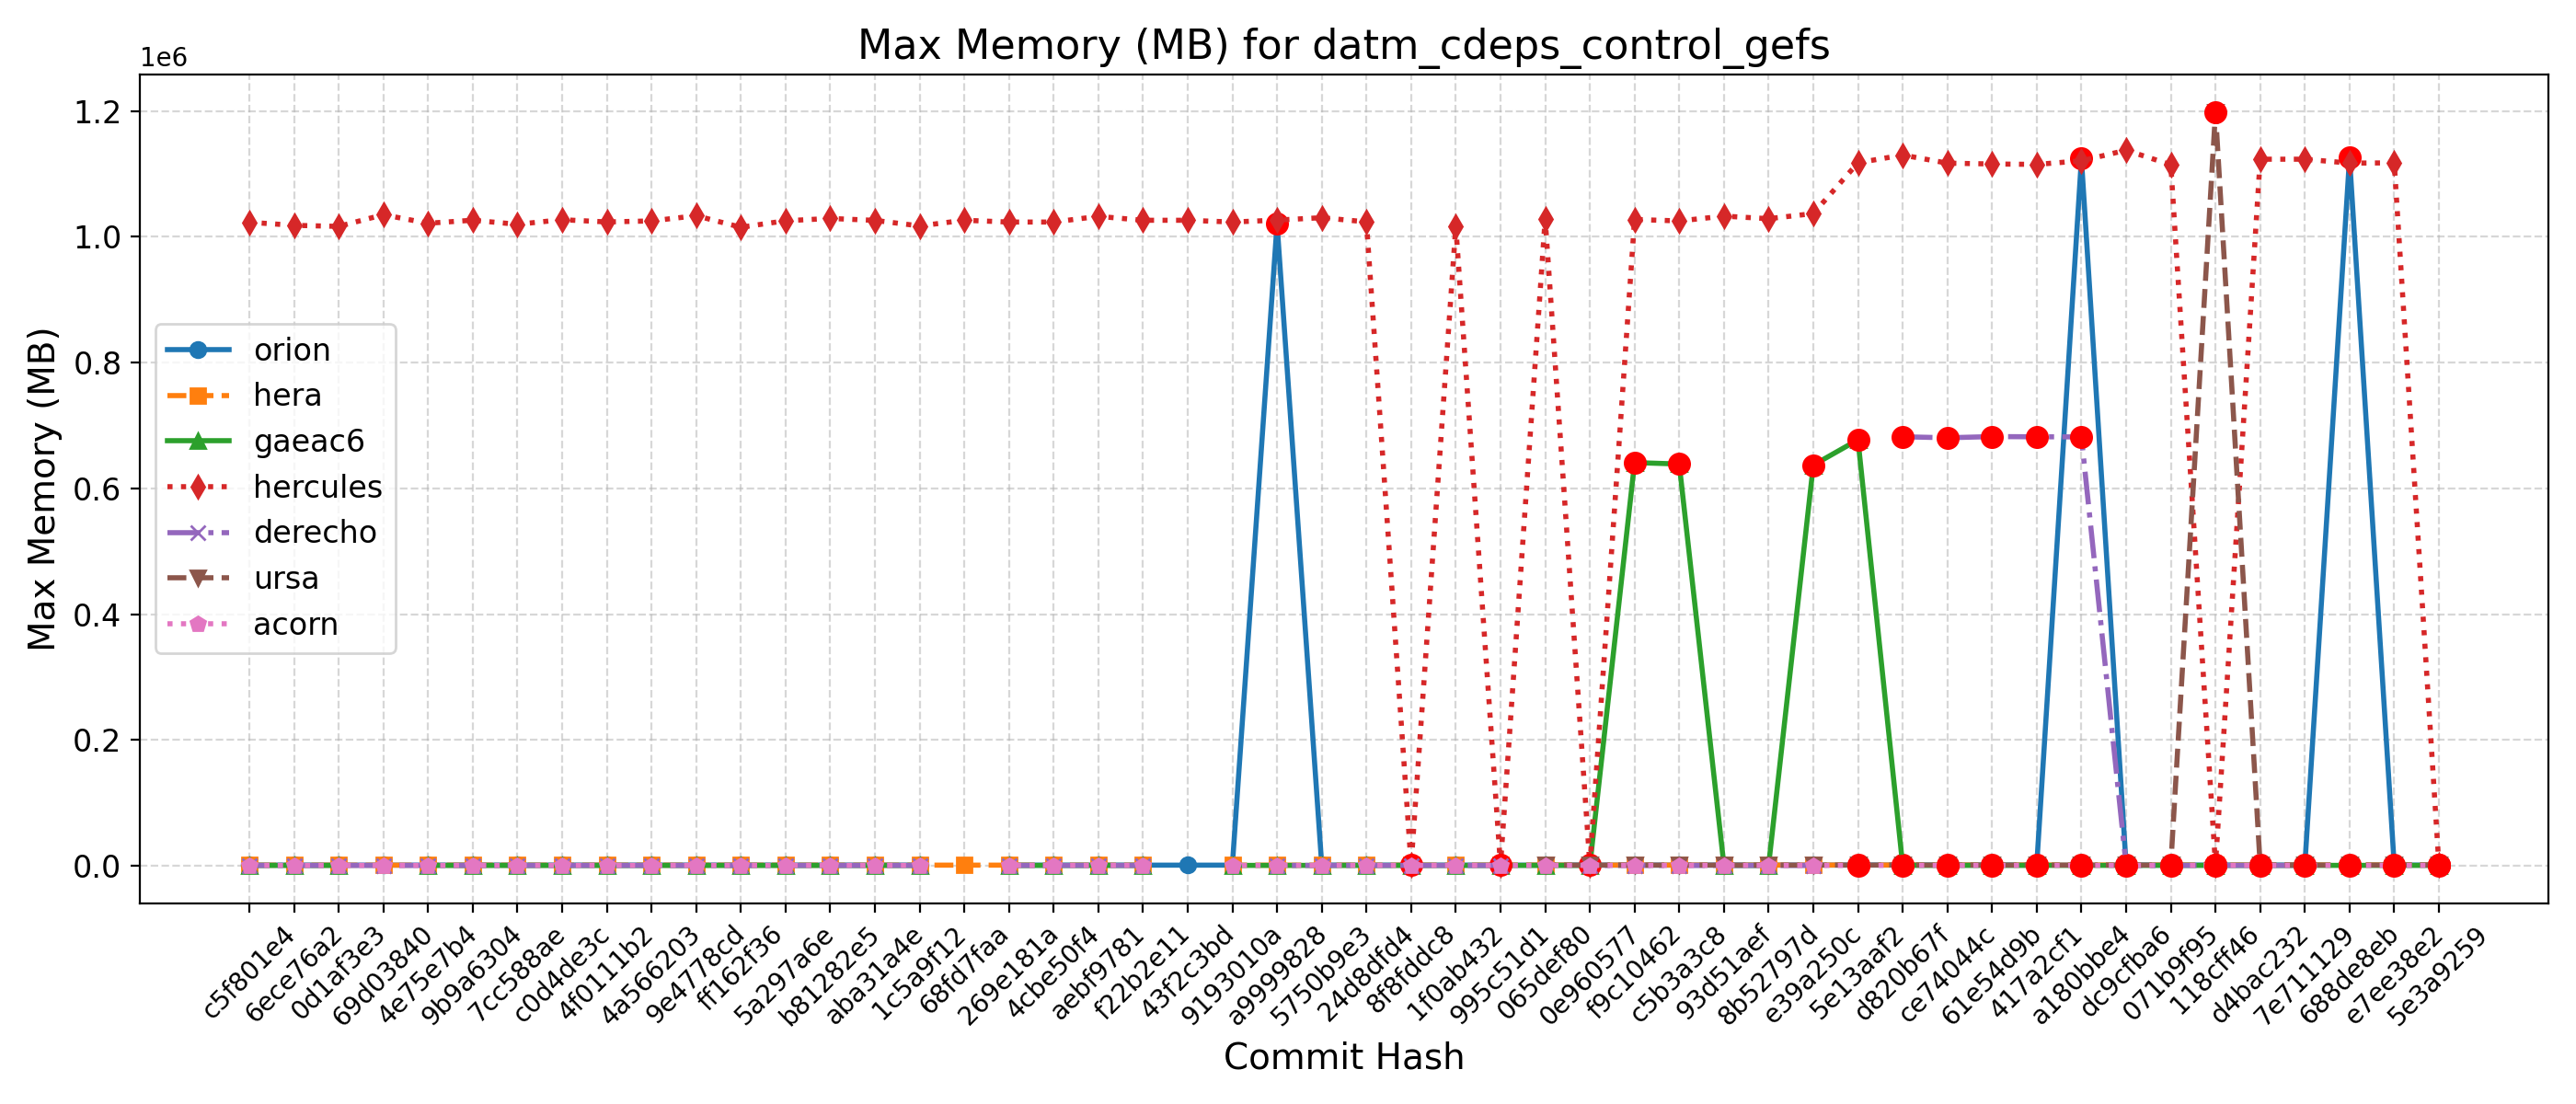 Max Memory (MB) for datm_cdeps_control_gefs
1e6
1.2
1.0
0.8
0.6
0.4
0.2
0.0
Max Memory (MB)
orion
hera
gaeac6
hercules
derecho
ursa
acorn
c5f801e4
6ece76a2
0d1af3e3
69d03840
4e75e7b4
9b9a6304
7cc588ae
c0d4de3c
4f0111b2
4a566203
9e4778cd
ff162f36
5a297a6e
b81282e5
aba31a4e
1c5a9f12
68fd7faa
269e181a
4cbe50f4
aebf9781
f22b2e11
43f2c3bd
9193010a
a9999828
5750b9e3
24d8dfd4
8f8fddc8
1f0ab432
995c51d1
065def80
0e960577
f9c10462
c5b3a3c8
93d51aef
8b52797d
e39a250c
5e13aaf2
d820b67f
ce74044c
61e54d9b
417a2cf1
a180bbe4
dc9cfba6
071b9f95
118cff46
d4bac232
7e711129
688de8eb
e7ee38e2
5e3a9259
Commit Hash